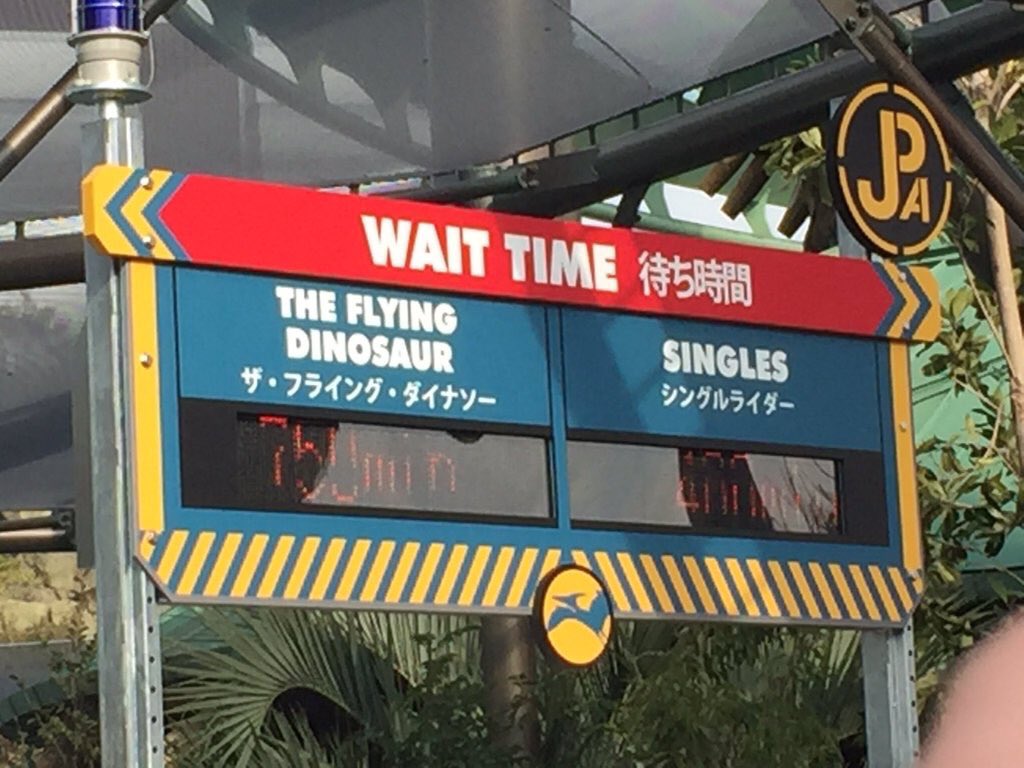 JPA
WAIT TIME 待ち時間
THE FLYING
DINOSAUR
ザ・フライング・ダイナソー
SINGLES
シングルライダー